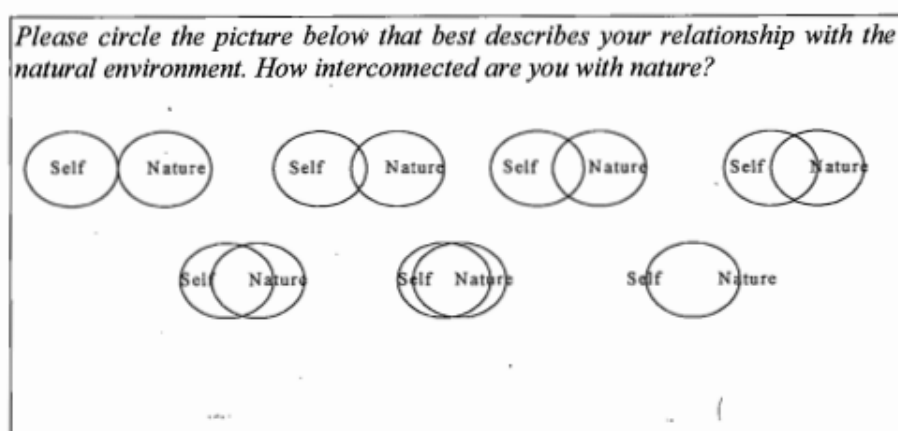 Please circle the picture below that best describes your relationship with the
natural environment. How interconnected are you with nature?
Self Nature Self Nature Self Nature Self Nature
Self Nature Self Nature Self Nature